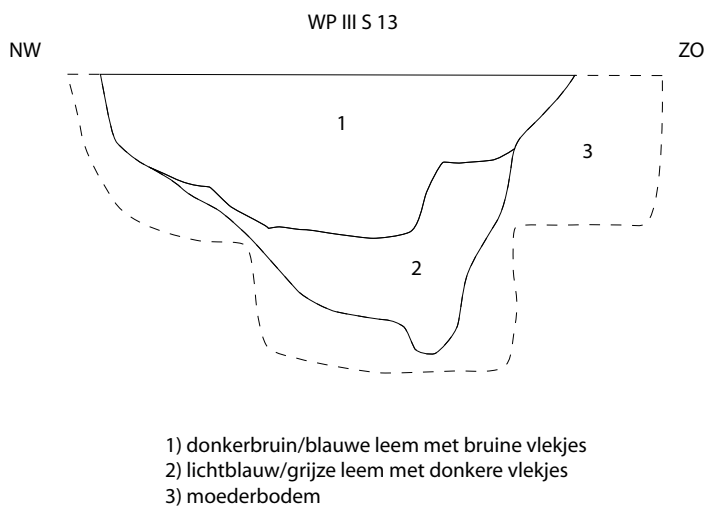 WP III S 13
NW
ZO
1
3
2
1) donkerbruin/blauwe leem met bruine vlekjes
2) lichtblauw/grijze leem met donkere vlekjes
3) moederbodem